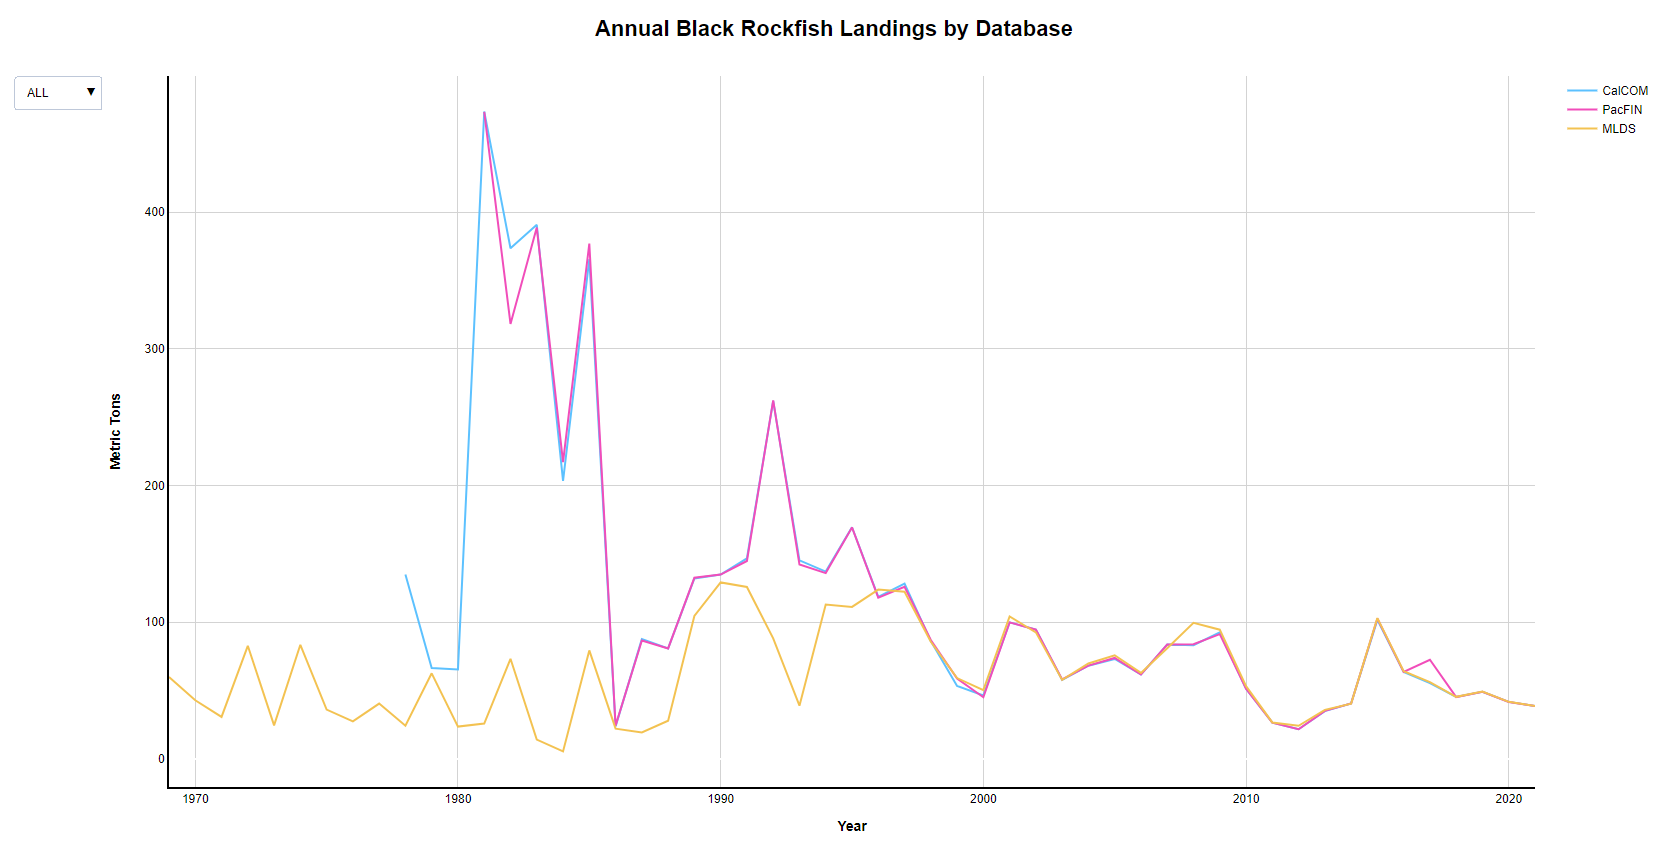 Annual Black Rockfish Landings by Database
ALL
CalCOM
PacFIN
MLDS
400
300
200
100
0
Metric Tons
1970
1980
1990
2000
2010
2020
Year